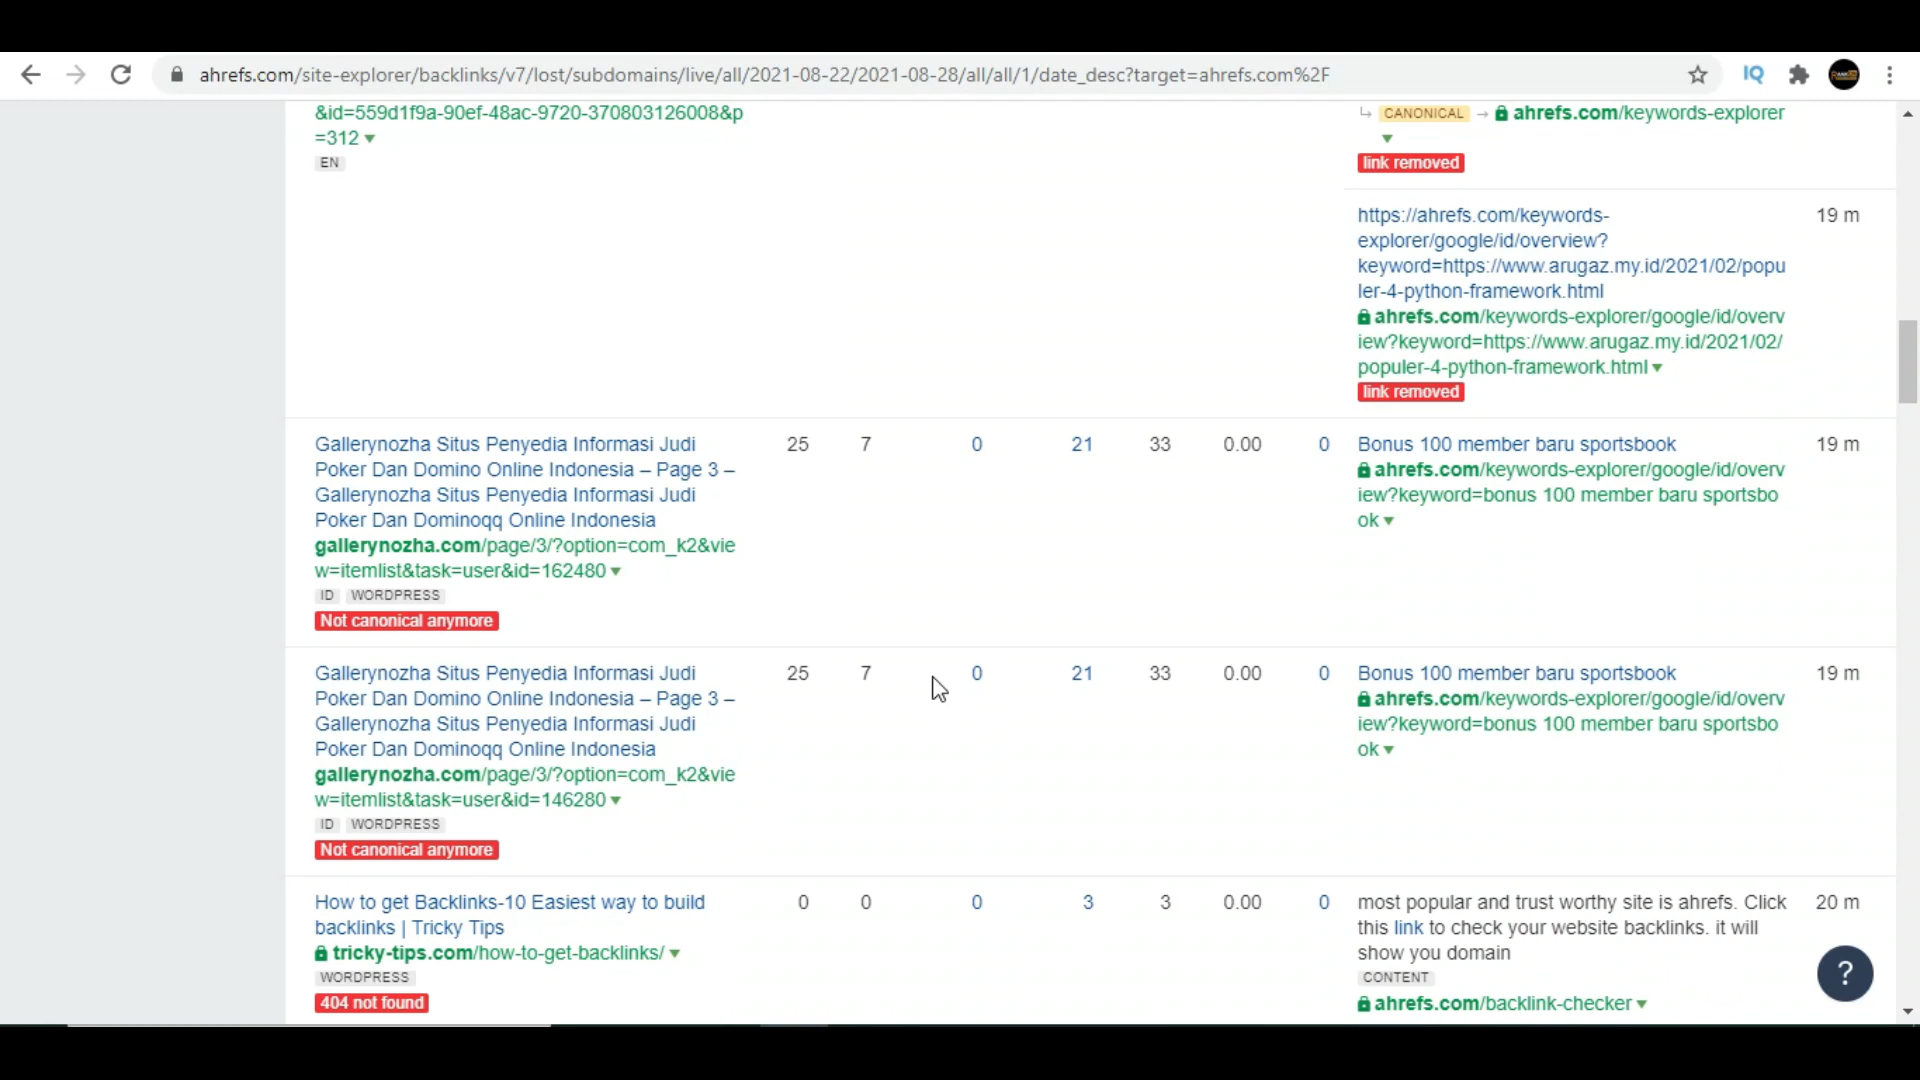 ahrefs.com/site-explorer/backlinks/v7/lost/subdomains/live/all/2021-08-22/2021-08-28/all/all/1/date_desc?target=ahrefs.com%2F
IQ
&id=559d1f9a-90ef-48ac-9720-370803126008&p
=312
EN
CANONICAL → ahrefs.com/keywords-explorer
link removed
https://ahrefs.com/keywords-
explorer/google/id/overview?
keyword=https://www.arugaz.my.id/2021/02/popu
ler-4-python-framework.html
ahrefs.com/keywords-explorer/google/id/overv
iew?keyword=https://www.arugaz.my.id/2021/02/
populer-4-python-framework.html
link removed
19 m
Gallerynozha Situs Penyedia Informasi Judi
Poker Dan Domino Online Indonesia – Page 3 –
Gallerynozha Situs Penyedia Informasi Judi
Poker Dan Dominoqq Online Indonesia
gallerynozha.com/page/3/?option=com_k2&vie
w=itemlist&task=user&id=162480
ID WORDPRESS
Not canonical anymore
25 7 0 21 33 0.00 0
Bonus 100 member baru sportsbook
ahrefs.com/keywords-explorer/google/id/overv
iew?keyword=bonus 100 member baru sportsbo
ok
19 m
Gallerynozha Situs Penyedia Informasi Judi
Poker Dan Domino Online Indonesia – Page 3 –
Gallerynozha Situs Penyedia Informasi Judi
Poker Dan Dominoqq Online Indonesia
gallerynozha.com/page/3/?option=com_k2&vie
w=itemlist&task=user&id=146280
ID WORDPRESS
Not canonical anymore
25 7 0 21 33 0.00 0
Bonus 100 member baru sportsbook
ahrefs.com/keywords-explorer/google/id/overv
iew?keyword=bonus 100 member baru sportsbo
ok
19 m
How to get Backlinks-10 Easiest way to build
backlinks | Tricky Tips
tricky-tips.com/how-to-get-backlinks/
WORDPRESS
404 not found
0 0 0 3 3 0.00 0
most popular and trust worthy site is ahrefs. Click
this link to check your website backlinks. it will
show you domain
CONTENT
ahrefs.com/backlink-checker
20 m
?